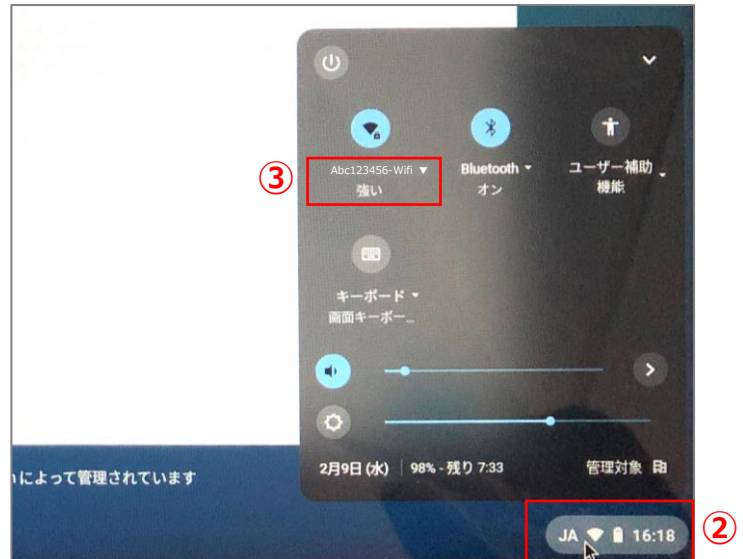 ③
Abc123456-Wifi ▼
強い
Bluetooth
オン
ユーザー補助
機能
キーボード
画面キーボー...
2月9日 (水) | 98% - 残り 7:33
管理対象
によって管理されています
JA 16:18
②